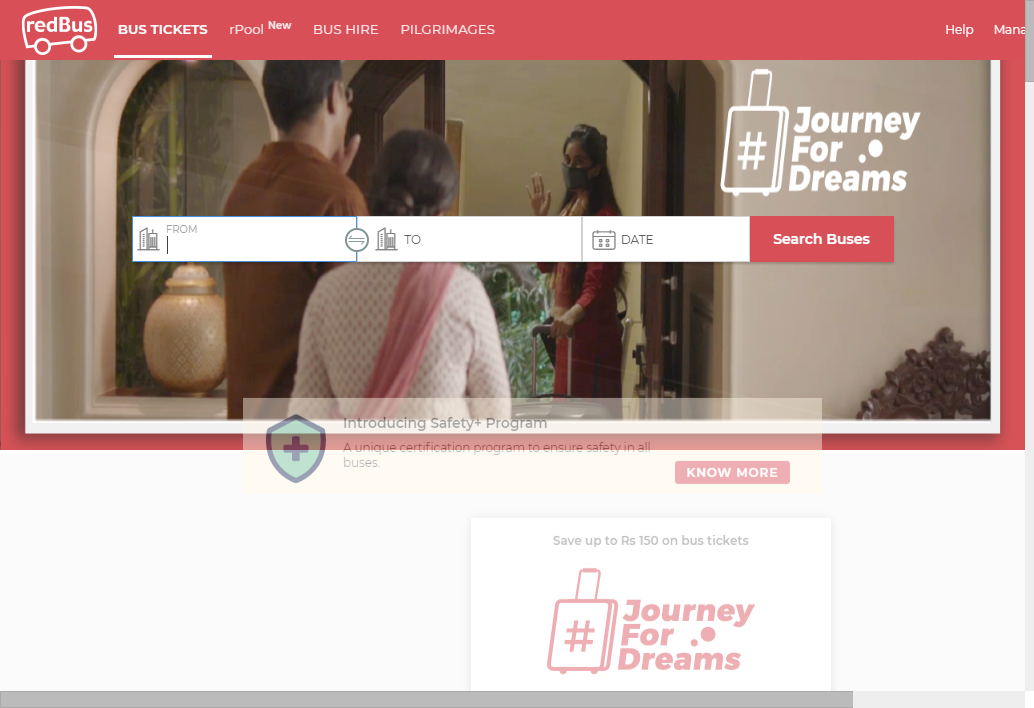 redBus
BUS TICKETS
rPool New
BUS HIRE
PILGRIMAGES
Help
Mana
# Journey
For
Dreams
FROM
TO
DATE
Search Buses
Introducing Safety+ Program
A unique certification program to ensure safety in all
buses.
KNOW MORE
Save up to Rs 150 on bus tickets
# Journey
For
Dreams